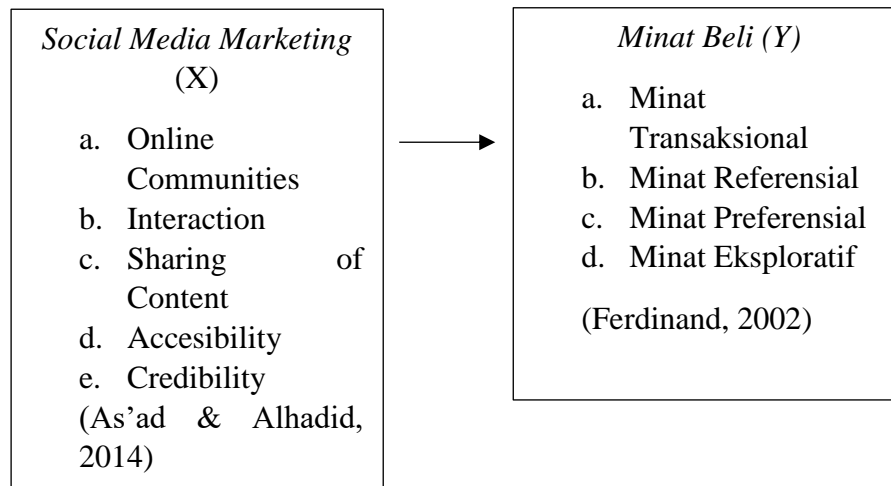 Social Media Marketing
(X)
a. Online
Communities
b. Interaction
c. Sharing of
Content
d. Accesibility
e. Credibility
(As’ad & Alhadid,
2014)
Minat Beli (Y)
a. Minat
Transaksional
b. Minat Referensial
c. Minat Preferensial
d. Minat Eksploratif
(Ferdinand, 2002)